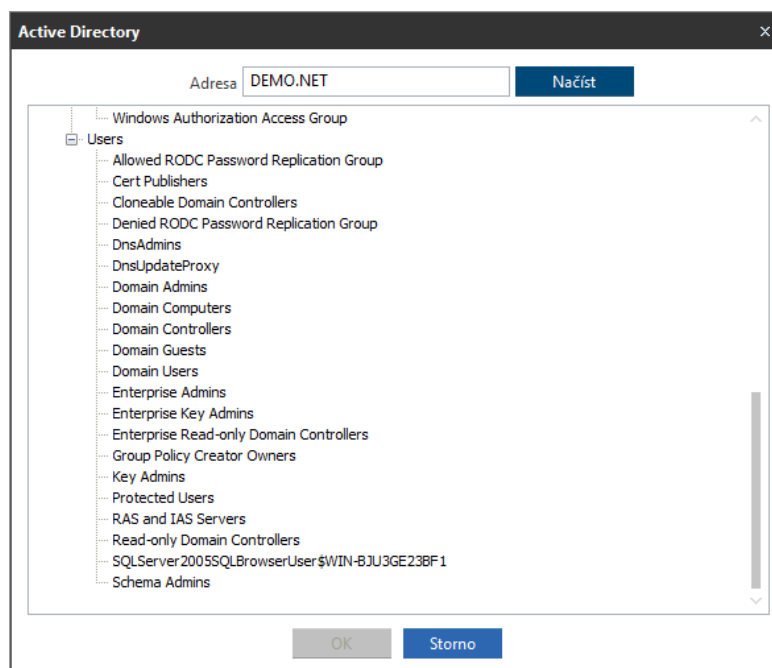 Active Directory
Adresa DEMO.NET Načíst
Windows Authorization Access Group
Users
Allowed RODC Password Replication Group
Cert Publishers
Cloneable Domain Controllers
Denied RODC Password Replication Group
DnsAdmins
DnsUpdateProxy
Domain Admins
Domain Computers
Domain Controllers
Domain Guests
Domain Users
Enterprise Admins
Enterprise Key Admins
Enterprise Read-only Domain Controllers
Group Policy Creator Owners
Key Admins
Protected Users
RAS and IAS Servers
Read-only Domain Controllers
SQLServer2005SQLBrowserUser$WIN-BJU3GE23BF1
Schema Admins
OK Storno